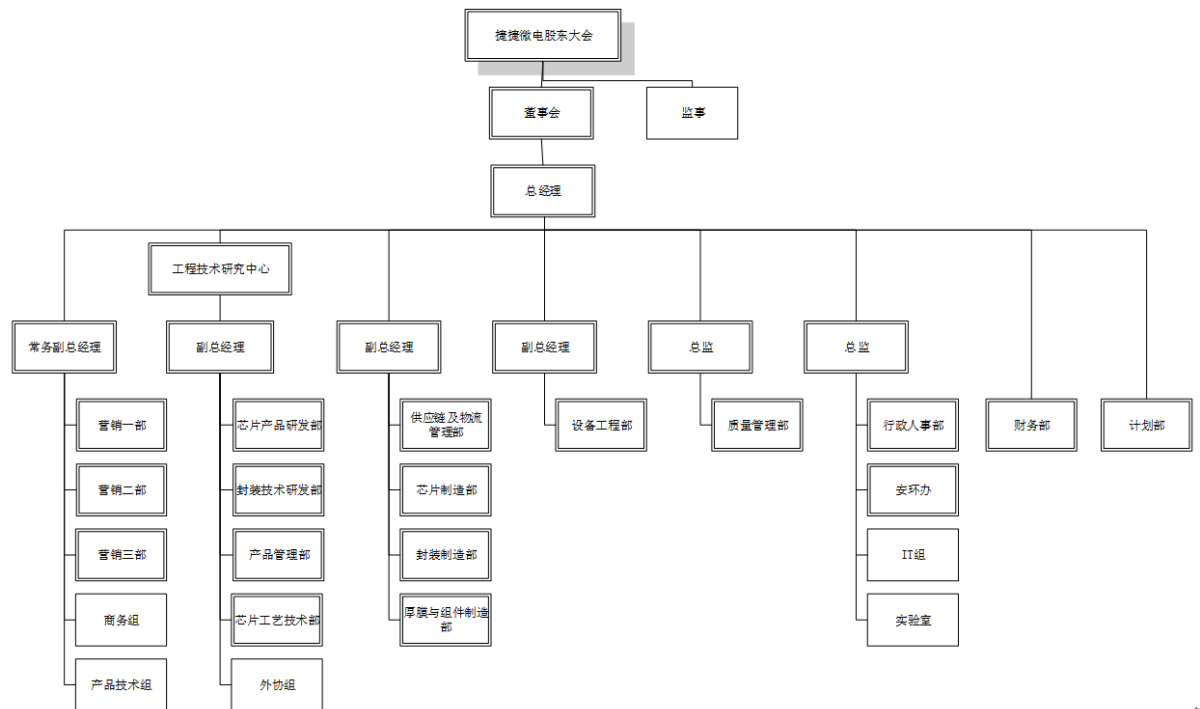 捷捷微电股东大会
董事会
监事
总经理
工程技术研究中心
常务副总经理
副总经理
副总经理
副总经理
总监
总监
营销一部
芯片产品研发部
供应链及物流
管理部
设备工程部
质量管理部
行政人事部
财务部
计划部
营销二部
封装技术研发部
芯片制造部
安环办
营销三部
产品管理部
封装制造部
IT组
商务组
芯片工艺技术部
厚膜与组件制造
部
实验室
产品技术组
外协组